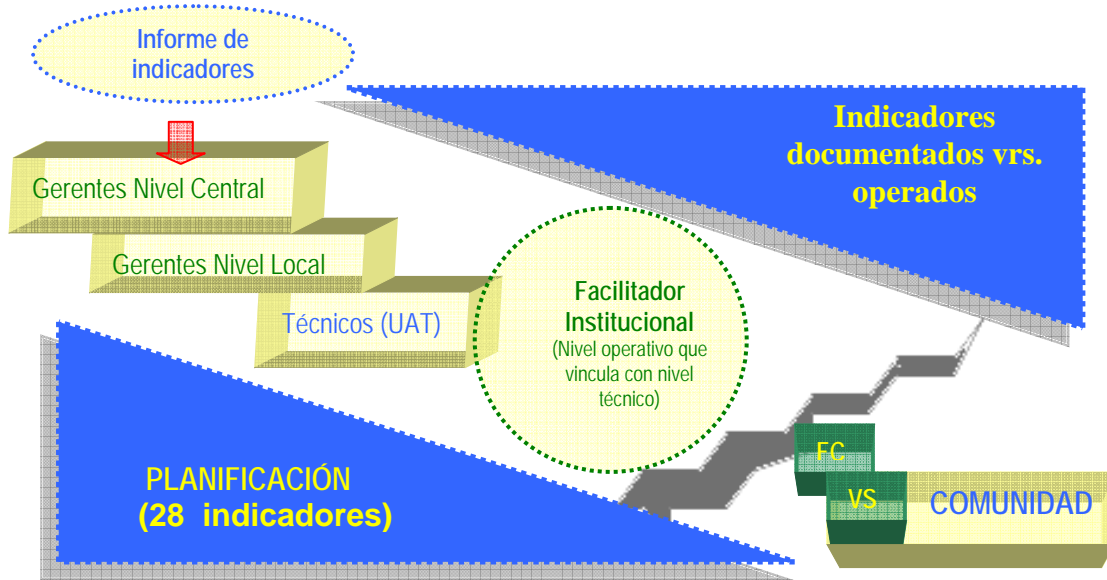 Informe de
indicadores
Indicadores
documentados vrs.
operados
Gerentes Nivel Central
Gerentes Nivel Local
Técnicos (UAT)
Facilitador
Institucional
(Nivel operativo que
vincula con nivel
técnico)
PLANIFICACIÓN
(28 indicadores)
FC
VS
COMUNIDAD